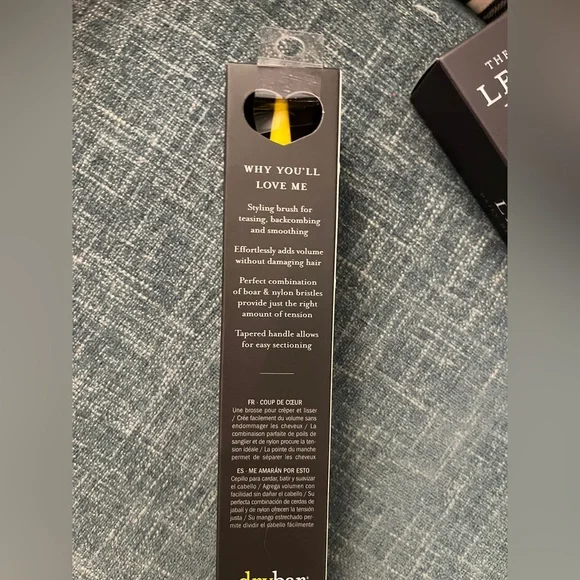 WHY YOU'LL
LOVE ME
Styling brush for
teasing, backcombing
and smoothing
Effortlessly adds volume
without damaging hair
Perfect combination
of boar & nylon bristles
provide just the right
amount of tension
Tapered handle allows
for easy sectioning
FR - COUP DE CŒUR
Une brosse pour crêper et lisser
/ Crée facilement du volume sans
endommager les cheveux / La
combinaison parfaite de poils de
sanglier et de nylon procure la ten-
sion idéale / La pointe du manche
permet de séparer les cheveux
ES - ME AMARÁN POR ESTO
Cepillo para cardar, batir y suavizar
el cabello / Agrega volumen con
facilidad sin dañar el cabello / Su
perfecta combinación de cerdas de
jabalí y de nylon ofrecen la tensión
justa / Su mango estrechado per-
mite dividir el cabello fácilmente
drybar
THE